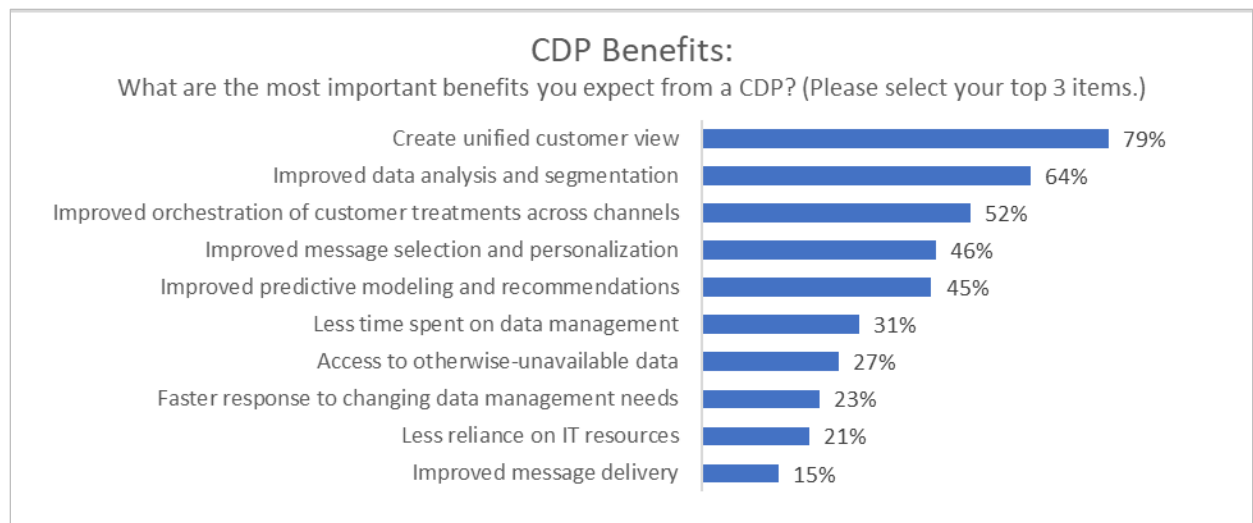 CDP Benefits:
What are the most important benefits you expect from a CDP? (Please select your top 3 items.)
Create unified customer view 79%
Improved data analysis and segmentation 64%
Improved orchestration of customer treatments across channels 52%
Improved message selection and personalization 46%
Improved predictive modeling and recommendations 45%
Less time spent on data management 31%
Access to otherwise-unavailable data 27%
Faster response to changing data management needs 23%
Less reliance on IT resources 21%
Improved message delivery 15%